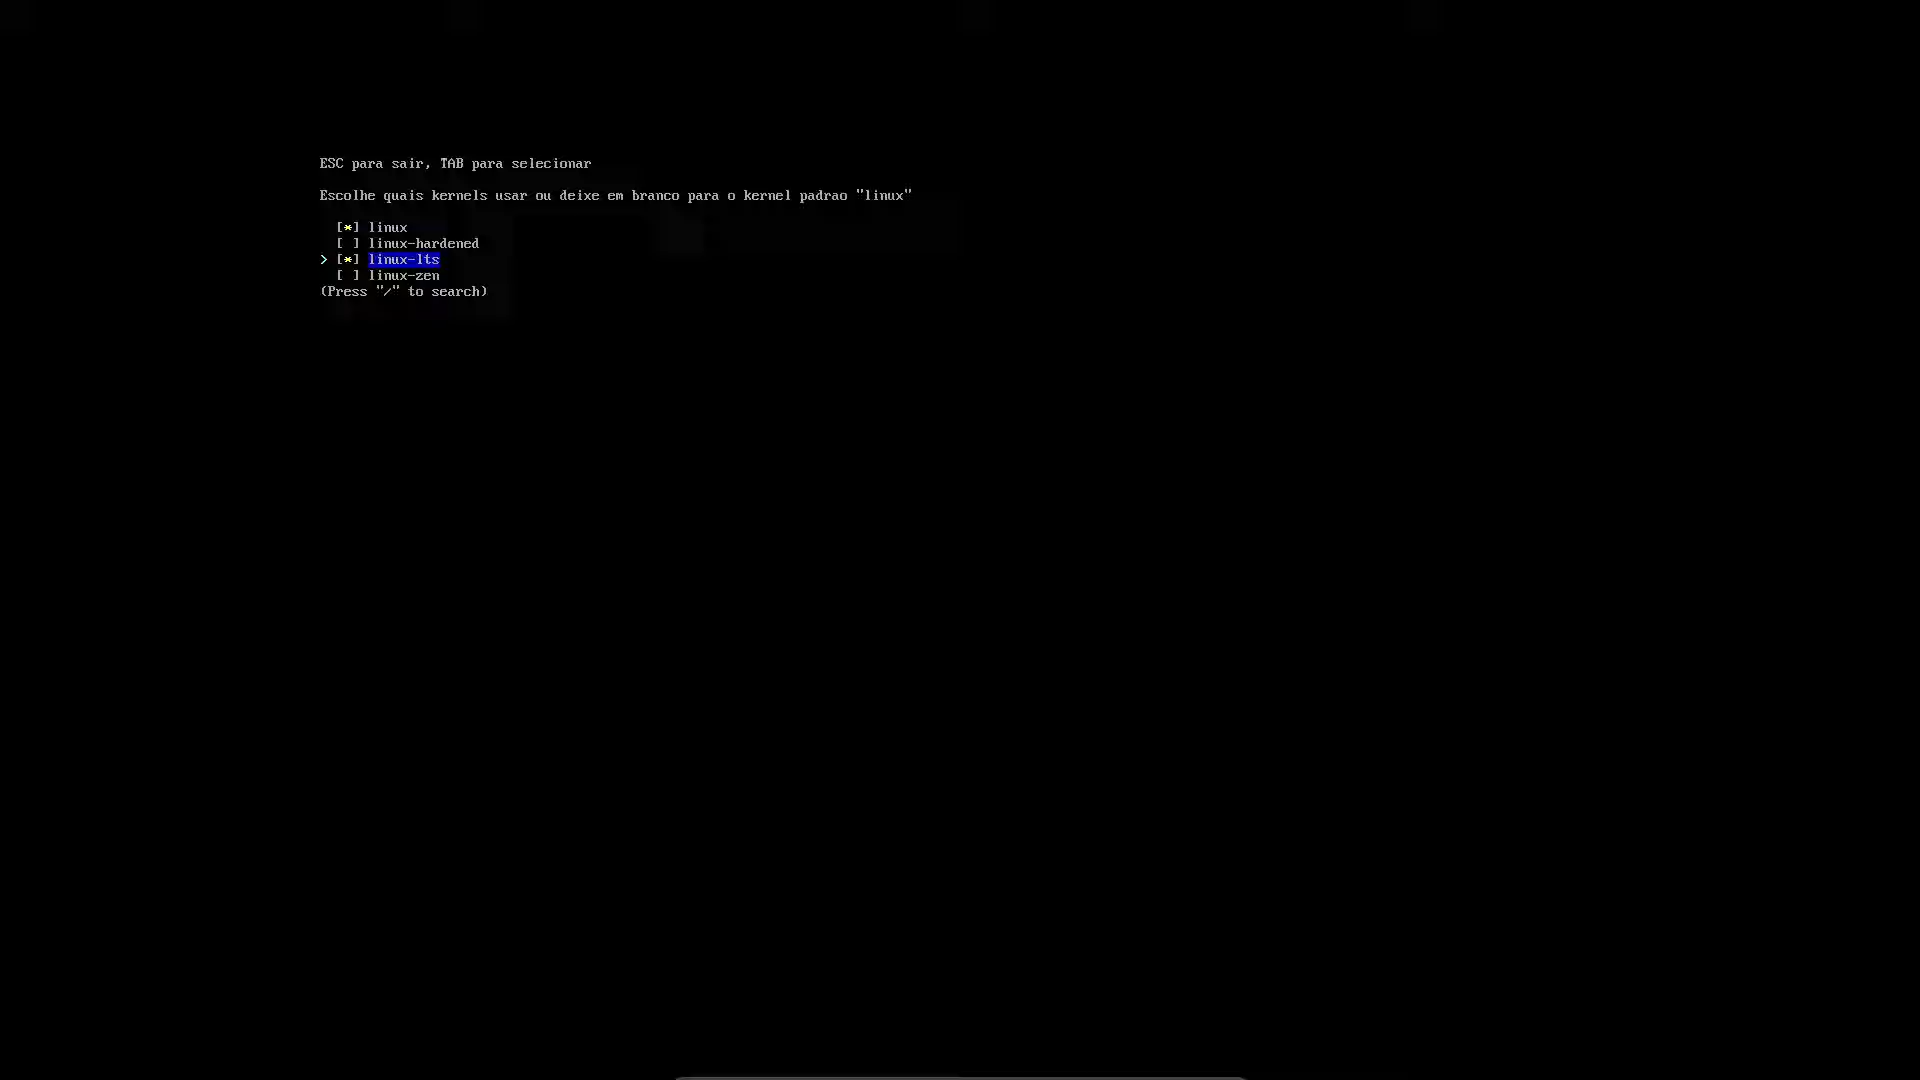 ESC para sair, TAB para selecionar
Escolhe quais kernels usar ou deixe em branco para o kernel padrao "linux"
[*] linux
[ ] linux-hardened
> [*] linux-lts
[ ] linux-zen
(Press "/" to search)